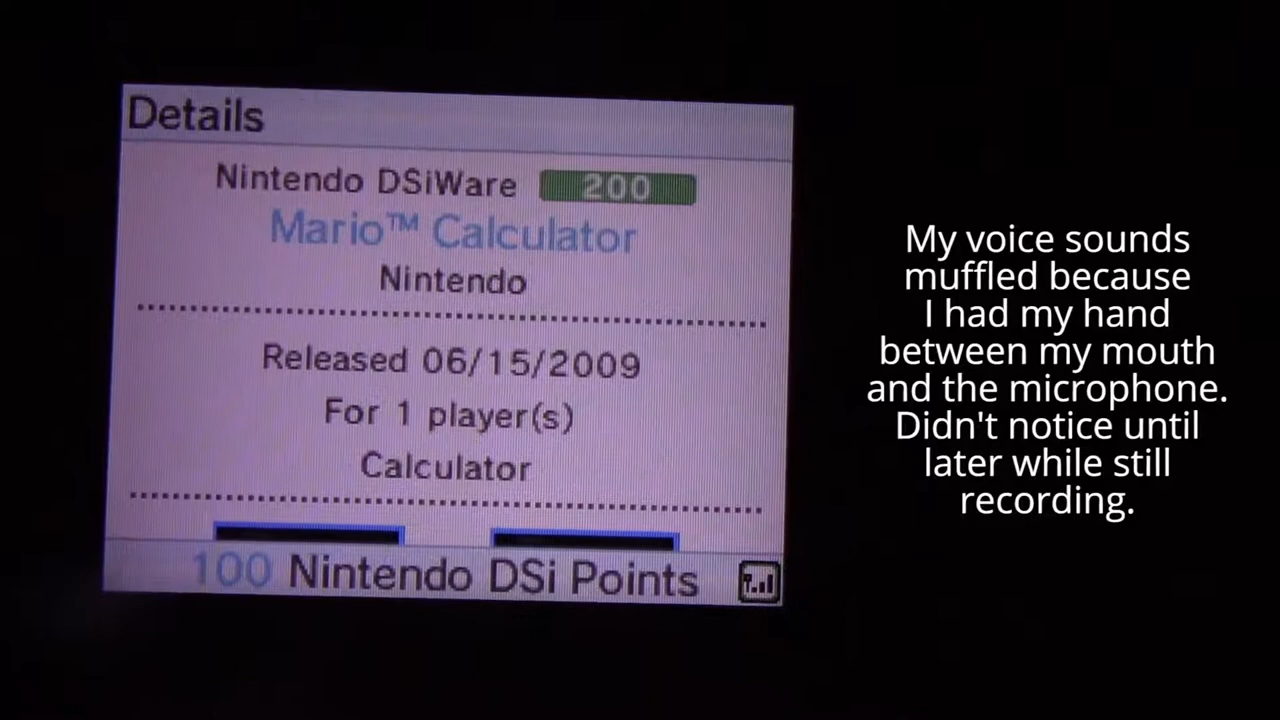 Details
Nintendo DSiWare 200
Mario™ Calculator
Nintendo
Released 06/15/2009
For 1 player(s)
Calculator
100 Nintendo DSi Points
My voice sounds
muffled because
I had my hand
between my mouth
and the microphone.
Didn't notice until
later while still
recording.